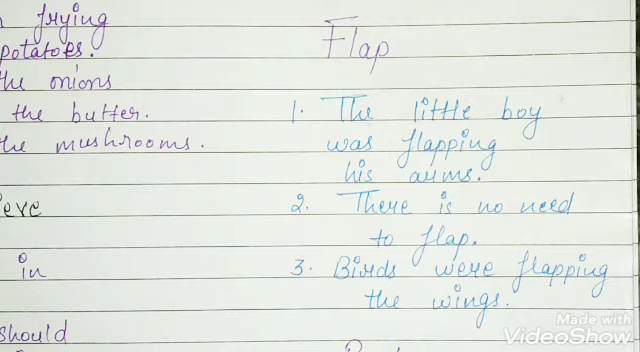 frying
potatoes.
the onions
the butter.
the mushrooms.
eve
in
should
Flap
1. The little boy
was flapping
his arms.
2. There is no need
to flap.
3. Birds were flapping
the wings.
Made with
VideoShow